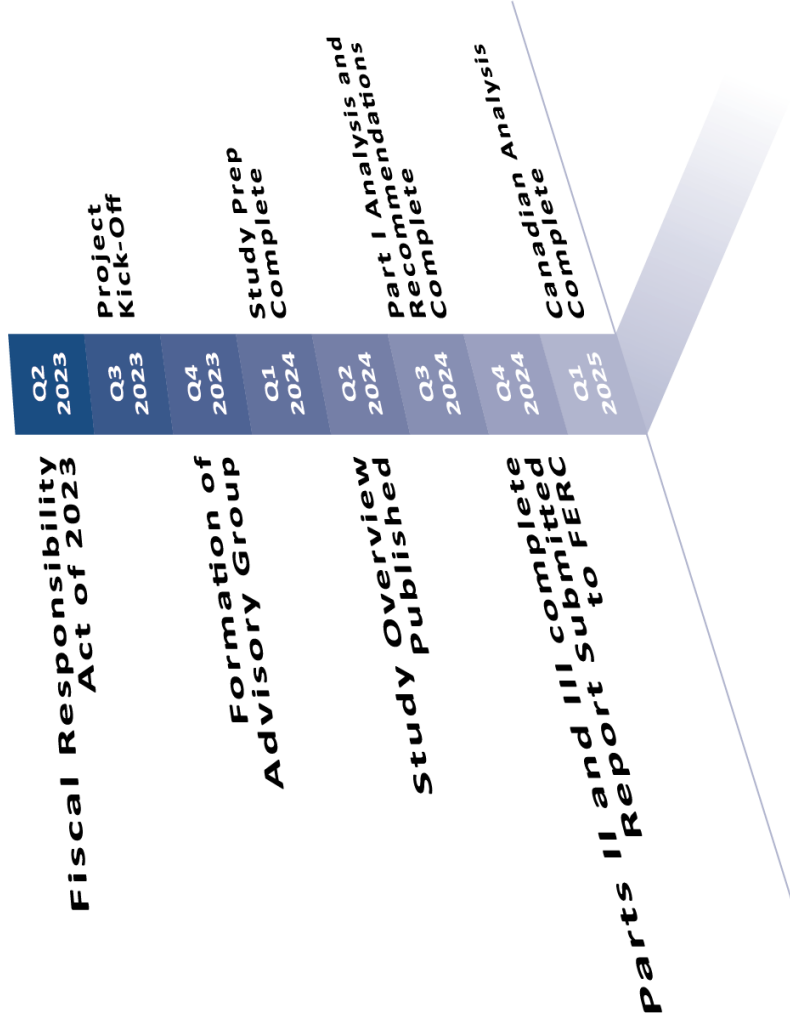 Project
Kick-Off
Study Prep
Complete
Part I Analysis and
Recommendations
Complete
Canadian Analysis
Complete
Q2
2023
Q3
2023
Q4
2023
Q1
2024
Q2
2024
Q3
2024
Q4
2024
Q1
2025
Fiscal Responsibility
Act of 2023
Formation of
Advisory Group
Study Overview
Published
Parts II and III complete
Report Submitted
to FERC